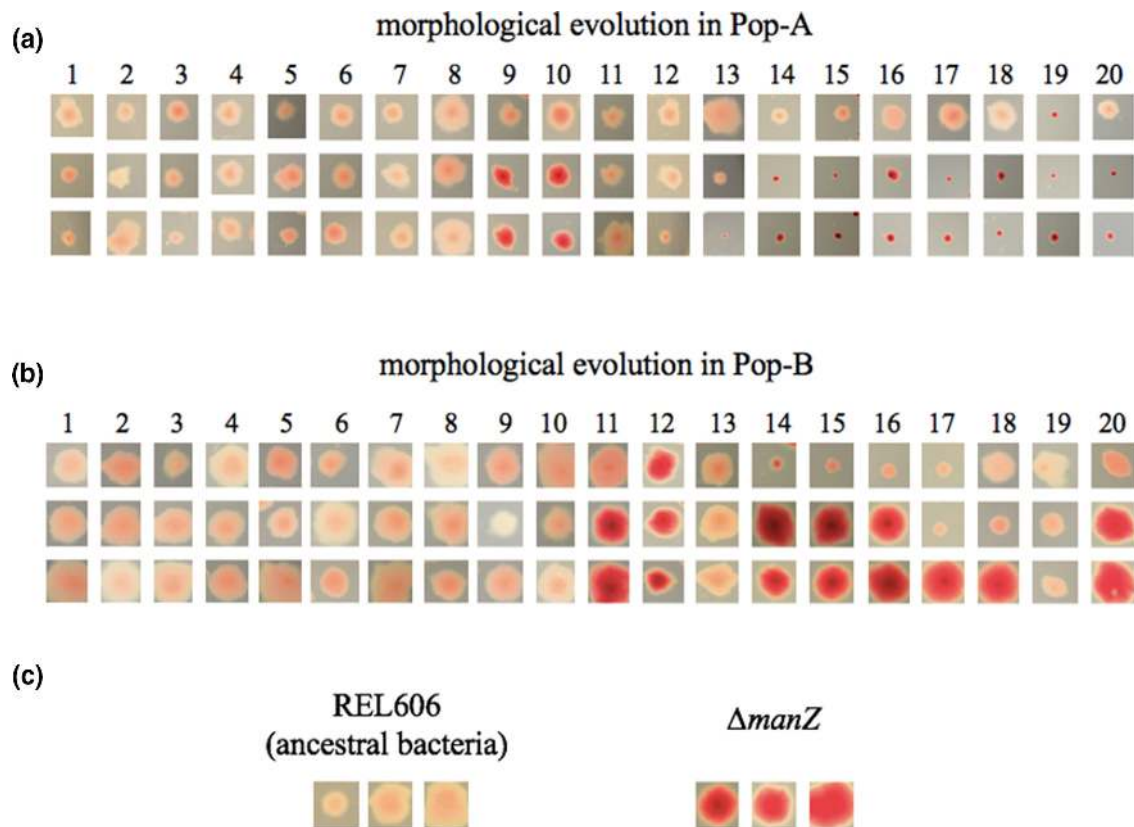 (a)
morphological evolution in Pop-A
1 2 3 4 5 6 7 8 9 10 11 12 13 14 15 16 17 18 19 20
(b)
morphological evolution in Pop-B
1 2 3 4 5 6 7 8 9 10 11 12 13 14 15 16 17 18 19 20
(c)
REL606
(ancestral bacteria)
ΔmanZ